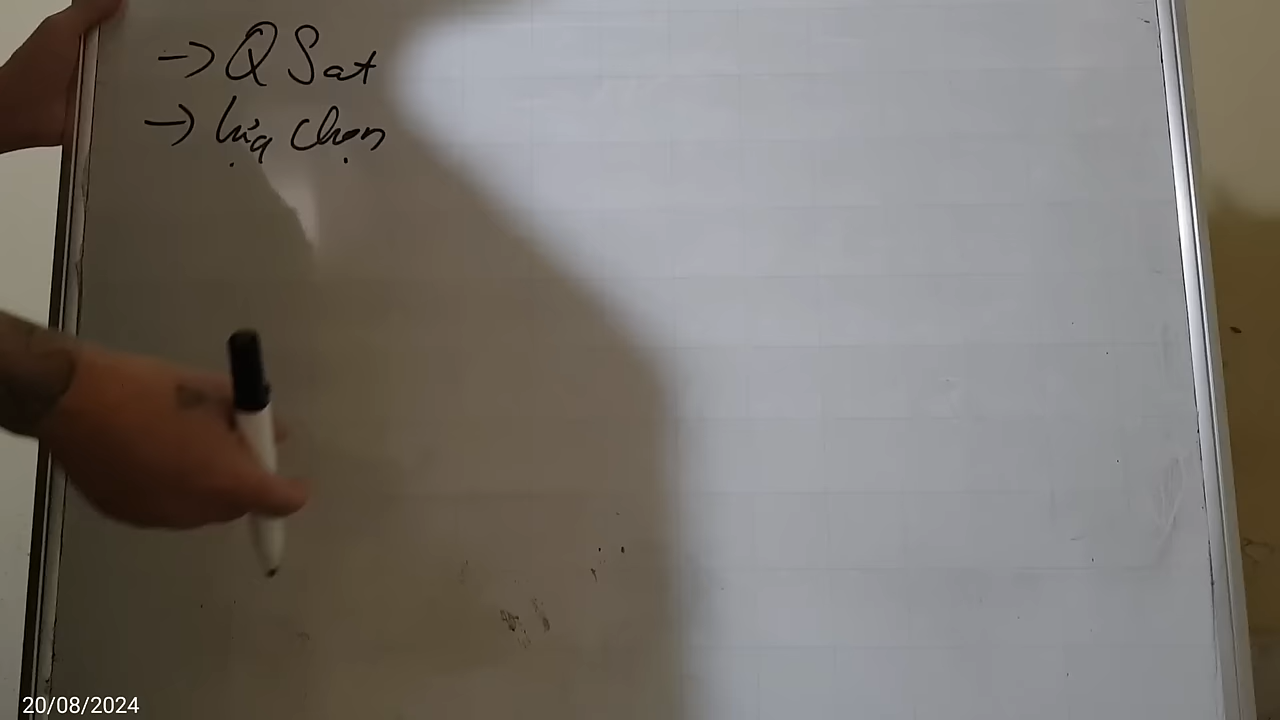 → Q Sat
→ lựa chọn
20/08/2024